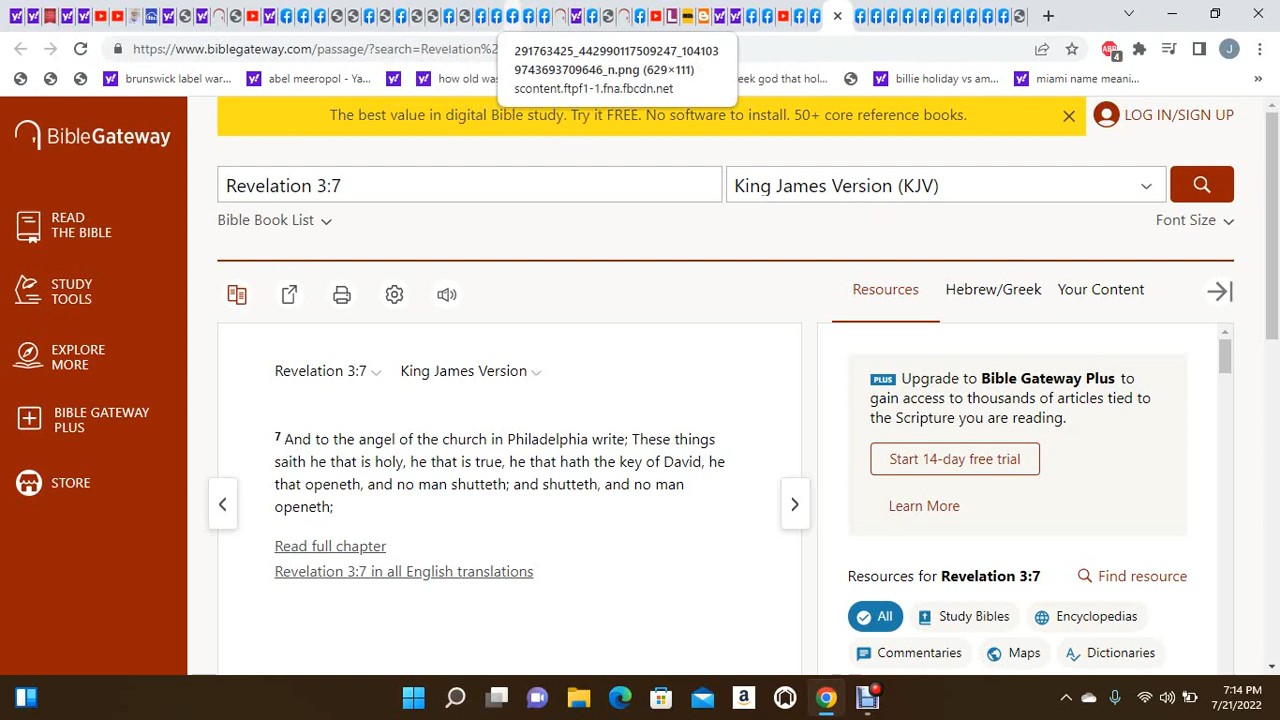 https://www.biblegateway.com/passage/?search=Revelation%2
4
J
291763425_442990117509247_104103
9743693709646_n.png (629×111)
scontent.ftpf1-1.fna.fbcdn.net
brunswick label war...
abel meeropol - Ya...
how old was
eek god that h...
billie holiday vs am...
miami name meani...
BibleGateway
The best value in digital Bible study. Try it FREE. No software to install. 50+ core reference books.
LOG IN/SIGN UP
Revelation 3:7
King James Version (KJV)
Bible Book List
Font Size
READ
THE BIBLE
STUDY
TOOLS
EXPLORE
MORE
BIBLE GATEWAY
PLUS
STORE
Resources
Hebrew/Greek
Your Content
Revelation 3:7
King James Version
7 And to the angel of the church in Philadelphia write; These things
saith he that is holy, he that is true, he that hath the key of David, he
that openeth, and no man shutteth; and shutteth, and no man
openeth;
Read full chapter
Revelation 3:7 in all English translations
PLUS Upgrade to Bible Gateway Plus to
gain access to thousands of articles tied to
the Scripture you are reading.
Start 14-day free trial
Learn More
Resources for Revelation 3:7
Find resource
All
Study Bibles
Encyclopedias
Commentaries
Maps
Dictionaries
7:14 PM
7/21/2022